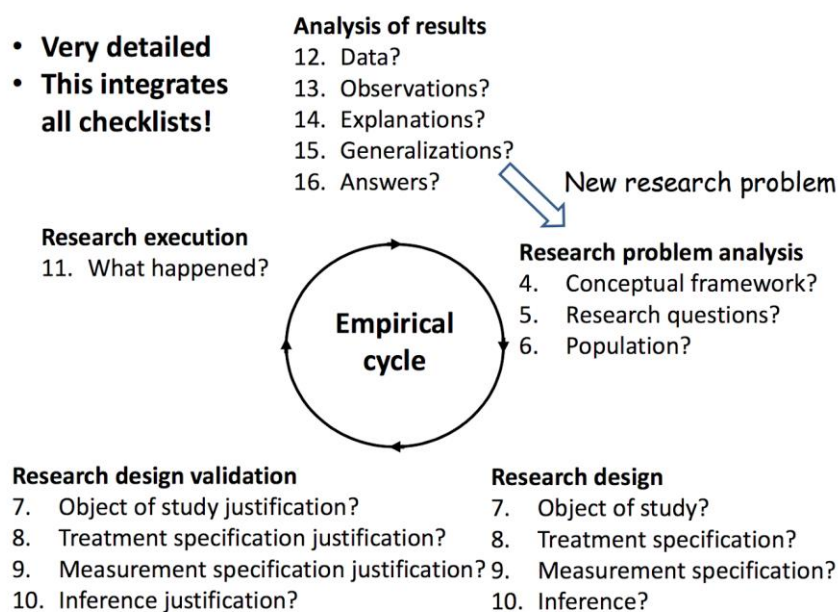 • Very detailed
• This integrates
all checklists!
Analysis of results
12. Data?
13. Observations?
14. Explanations?
15. Generalizations?
16. Answers?
New research problem
Research execution
11. What happened?
Research problem analysis
4. Conceptual framework?
5. Research questions?
6. Population?
Empirical
cycle
Research design validation
7. Object of study justification?
8. Treatment specification justification?
9. Measurement specification justification?
10. Inference justification?
Research design
7. Object of study?
8. Treatment specification?
9. Measurement specification?
10. Inference?